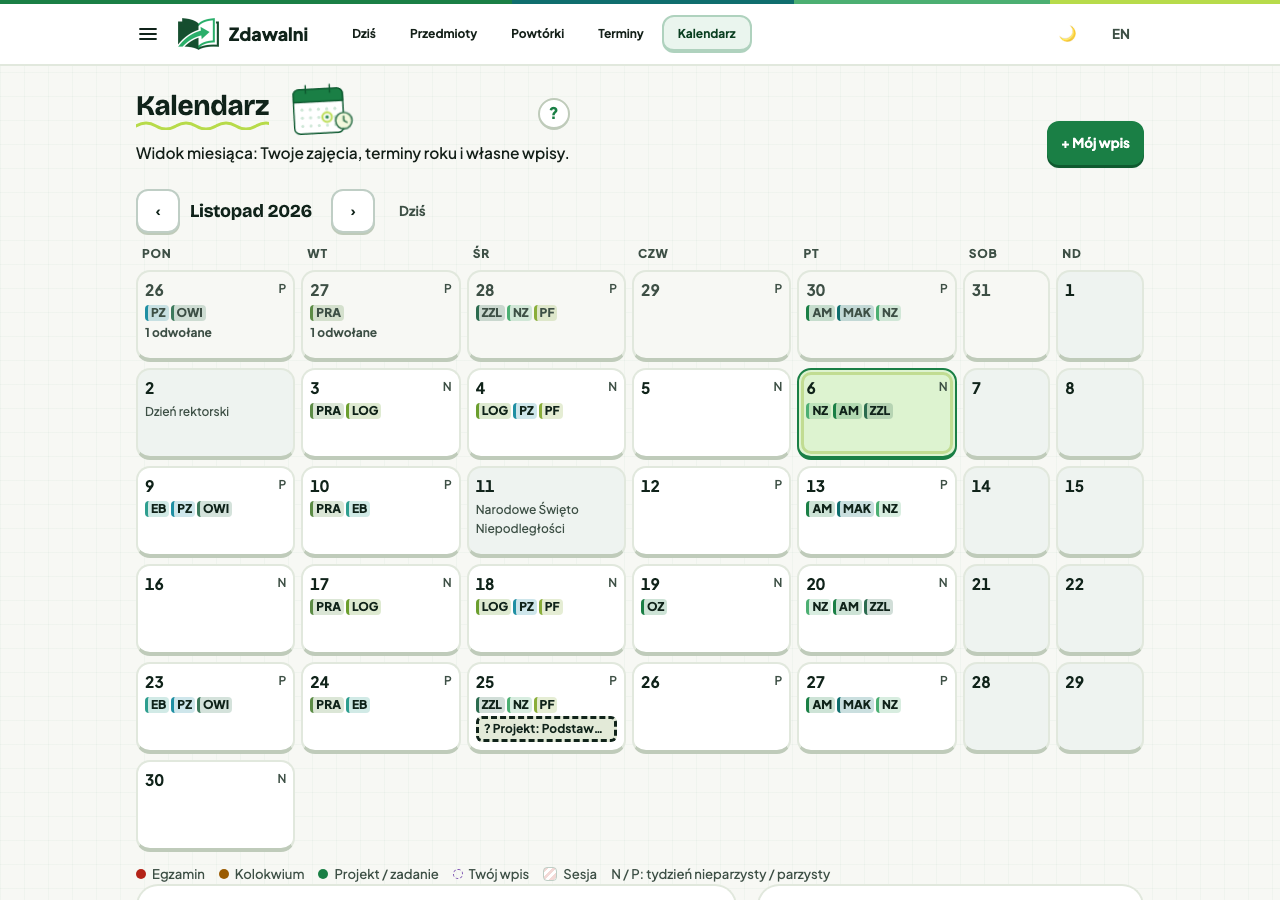 Zdawalni Dziś Przedmioty Powtórki Terminy Kalendarz EN
Kalendarz ?
Widok miesiąca: Twoje zajęcia, terminy roku i własne wpisy.
+ Mój wpis
‹ Listopad 2026 › Dziś
PON WT ŚR CZW PT SOB ND
26 P 27 P 28 P 29 P 30 P 31 1
PZ OWI PRA ZZL NZ PF AM MAK NZ
1 odwołane 1 odwołane
2 3 N 4 N 5 N 6 N 7 8
Dzień rektorski PRA LOG LOG PZ PF NZ AM ZZL
9 P 10 P 11 12 P 13 P 14 15
EB PZ OWI PRA EB Narodowe Święto AM MAK NZ
Niepodległości
16 N 17 N 18 N 19 N 20 N 21 22
PRA LOG LOG PZ PF OZ NZ AM ZZL
23 P 24 P 25 P 26 P 27 P 28 29
EB PZ OWI PRA EB ZZL NZ PF AM MAK NZ
? Projekt: Podstaw...
30 N
Egzamin Kolokwium Projekt / zadanie Twój wpis Sesja N / P: tydzień nieparzysty / parzysty